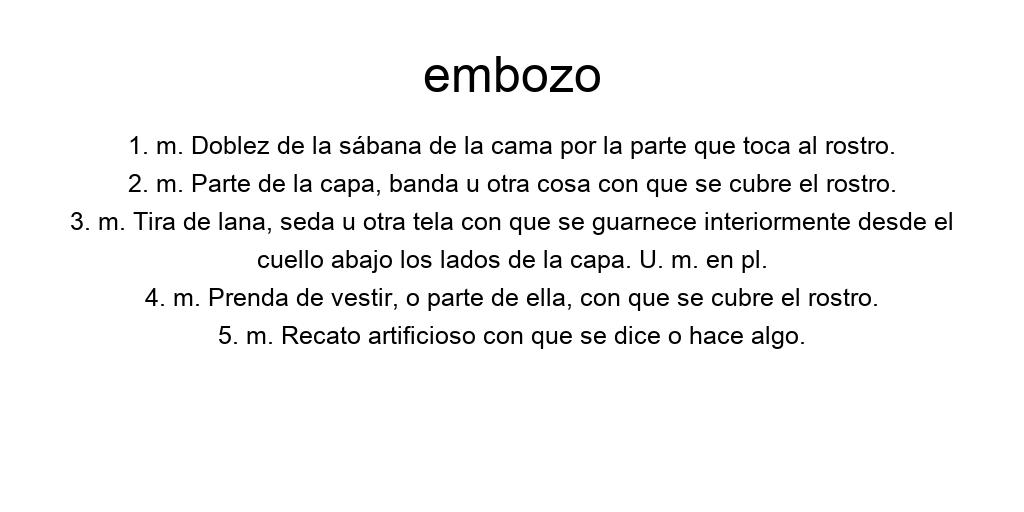 embozo
1. m. Doblez de la sábana de la cama por la parte que toca al rostro.
2. m. Parte de la capa, banda u otra cosa con que se cubre el rostro.
3. m. Tira de lana, seda u otra tela con que se guarnece interiormente desde el
cuello abajo los lados de la capa. U. m. en pl.
4. m. Prenda de vestir, o parte de ella, con que se cubre el rostro.
5. m. Recato artificioso con que se dice o hace algo.